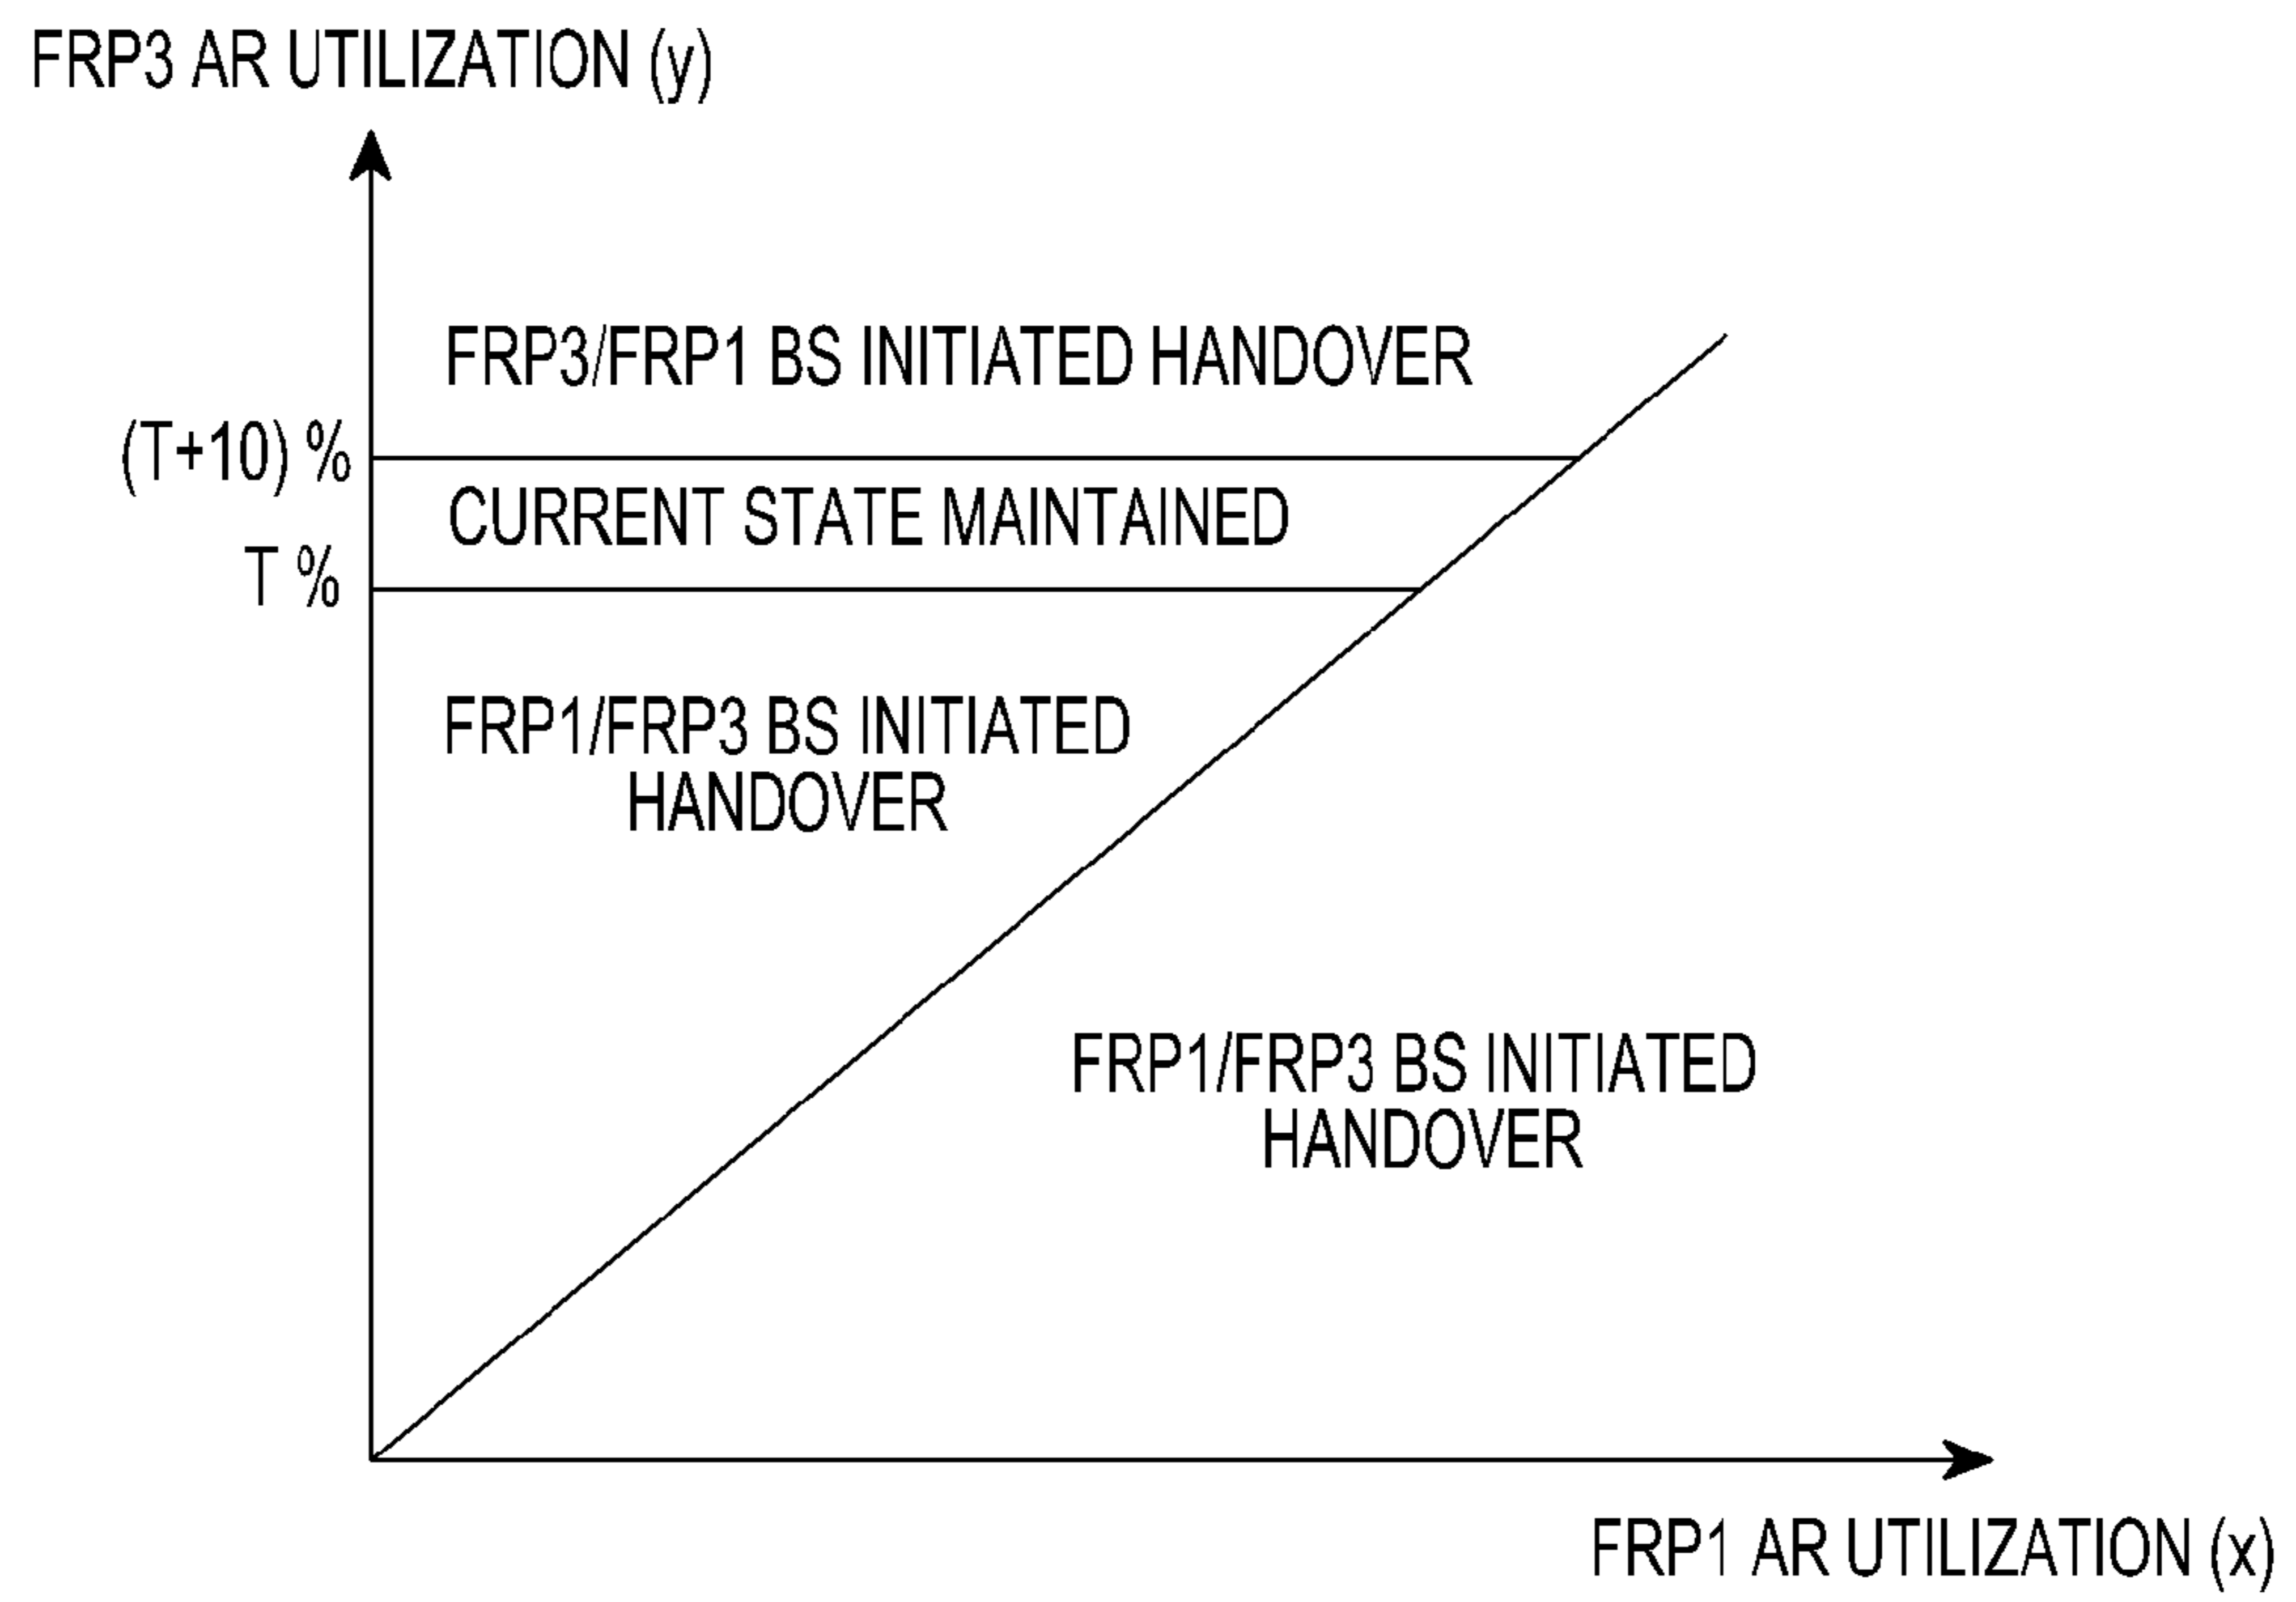 FRP3 AR UTILIZATION (y)
FRP3/FRP1 BS INITIATED HANDOVER
(T+10) %
CURRENT STATE MAINTAINED
T %
FRP1/FRP3 BS INITIATED
HANDOVER
FRP1/FRP3 BS INITIATED
HANDOVER
FRP1 AR UTILIZATION (x)